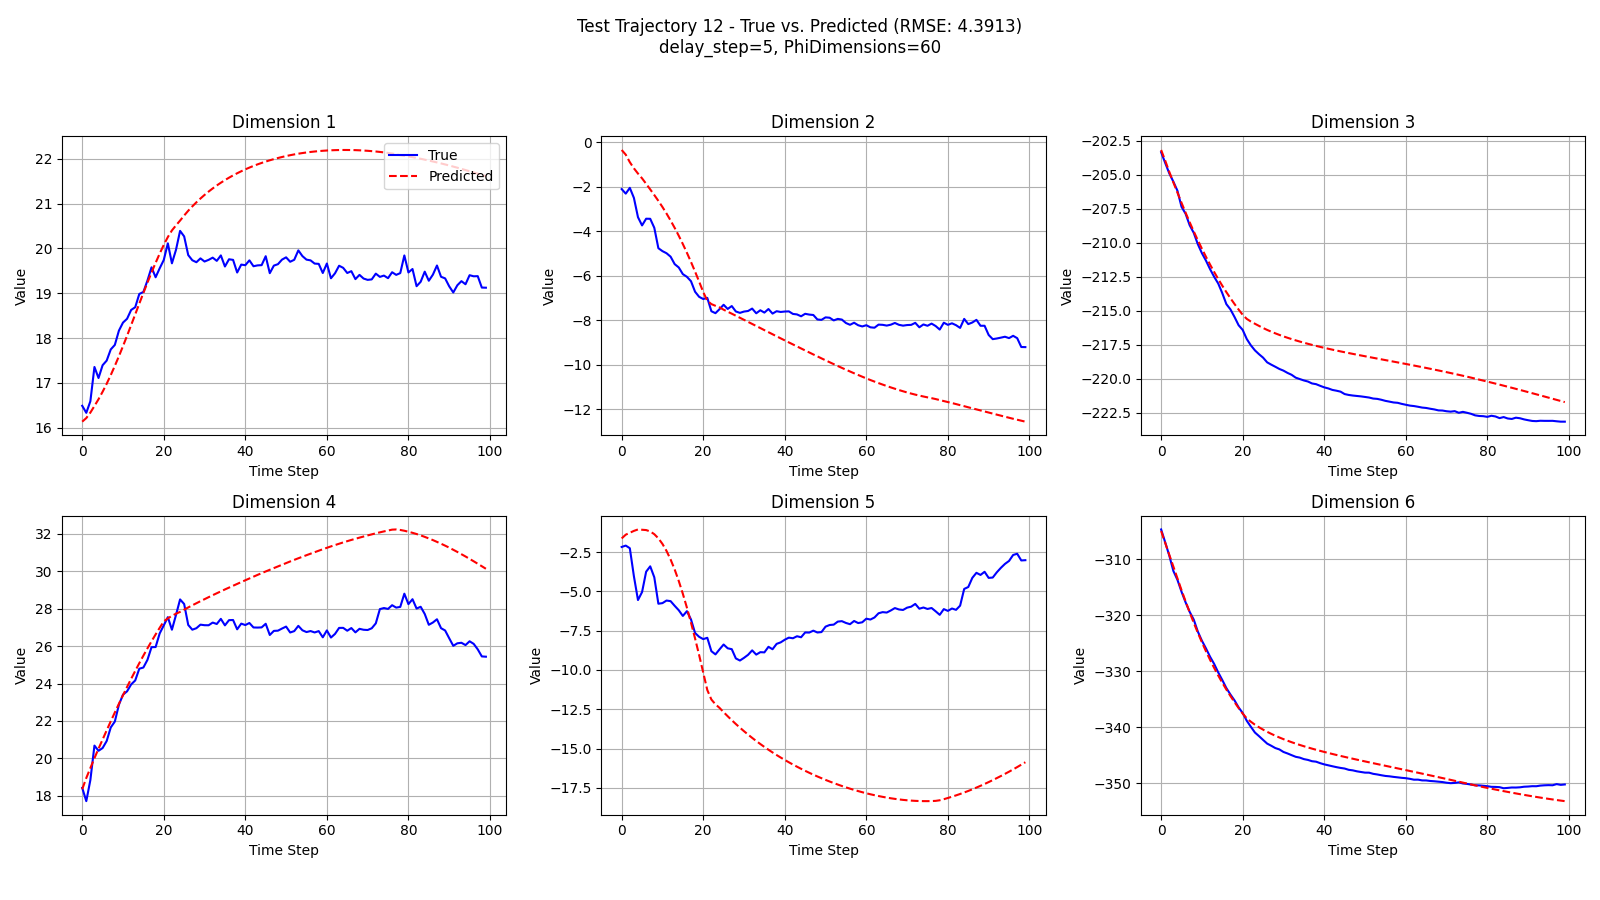 Test Trajectory 12 - True vs. Predicted (RMSE: 4.3913)
delay_step=5, PhiDimensions=60
Dimension 1
22
21
20
19
18
17
16
Value
0 20 40 60 80 100
Time Step
True
Predicted
Dimension 2
0
−2
−4
−6
−8
−10
−12
Value
0 20 40 60 80 100
Time Step
Dimension 3
−202.5
−205.0
−207.5
−210.0
−212.5
−215.0
−217.5
−220.0
−222.5
Value
0 20 40 60 80 100
Time Step
Dimension 4
32
30
28
26
24
22
20
18
Value
0 20 40 60 80 100
Time Step
Dimension 5
−2.5
−5.0
−7.5
−10.0
−12.5
−15.0
−17.5
Value
0 20 40 60 80 100
Time Step
Dimension 6
−310
−320
−330
−340
−350
Value
0 20 40 60 80 100
Time Step